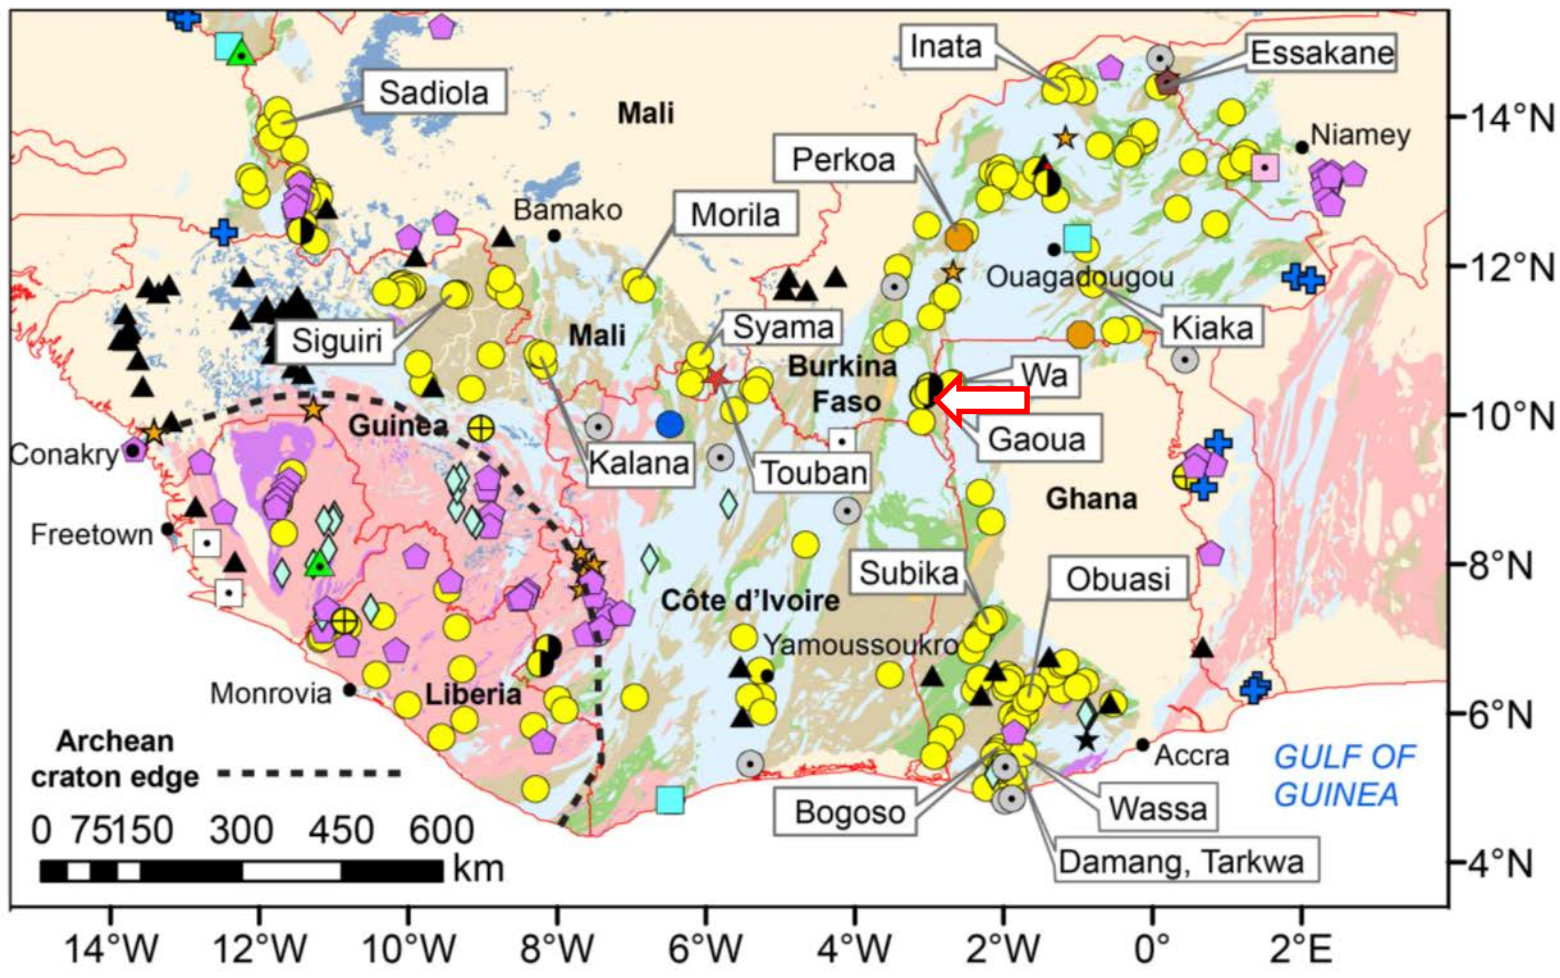 Inata
Essakane
Sadiola
Mali
14°N
Niamey
Perkoa
Bamako
Morila
12°N
Ouagadougou
Siguiri
Mali
Syama
Kiaka
Burkina
Faso
Wa
10°N
Guinea
Conakry
Kalana
Touban
Gaoua
Ghana
Freetown
8°N
Subika
Obuasi
Côte d’Ivoire
Yamoussoukro
Monrovia
Liberia
6°N
Archean
craton edge
Accra
GULF OF
GUINEA
Bogoso
Wassa
0 75 150 300 450 600
km
Damang, Tarkwa
4°N
14°W 12°W 10°W 8°W 6°W 4°W 2°W 0° 2°E